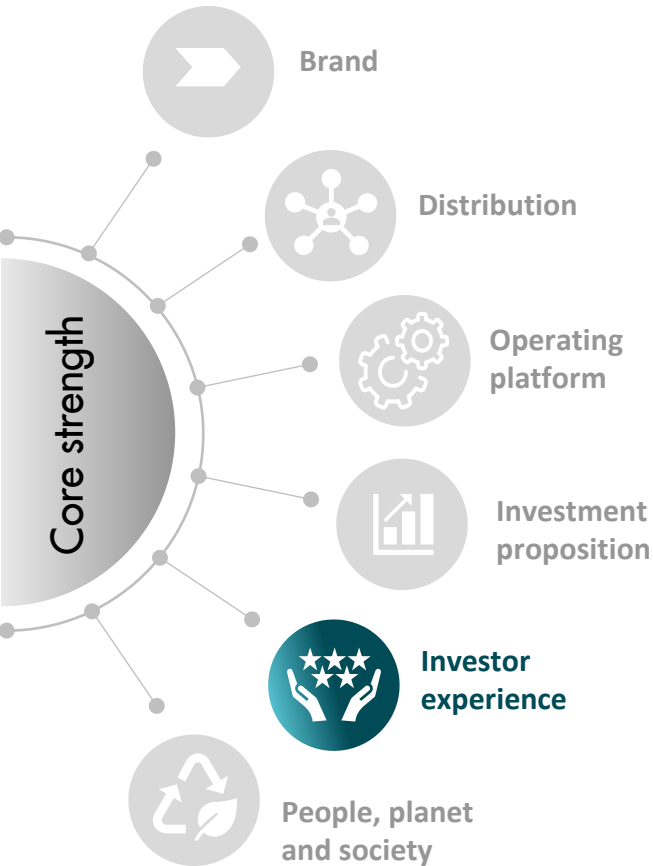 Brand
Distribution
Operating
platform
Core strength
Investment
proposition
Investor
experience
People, planet
and society